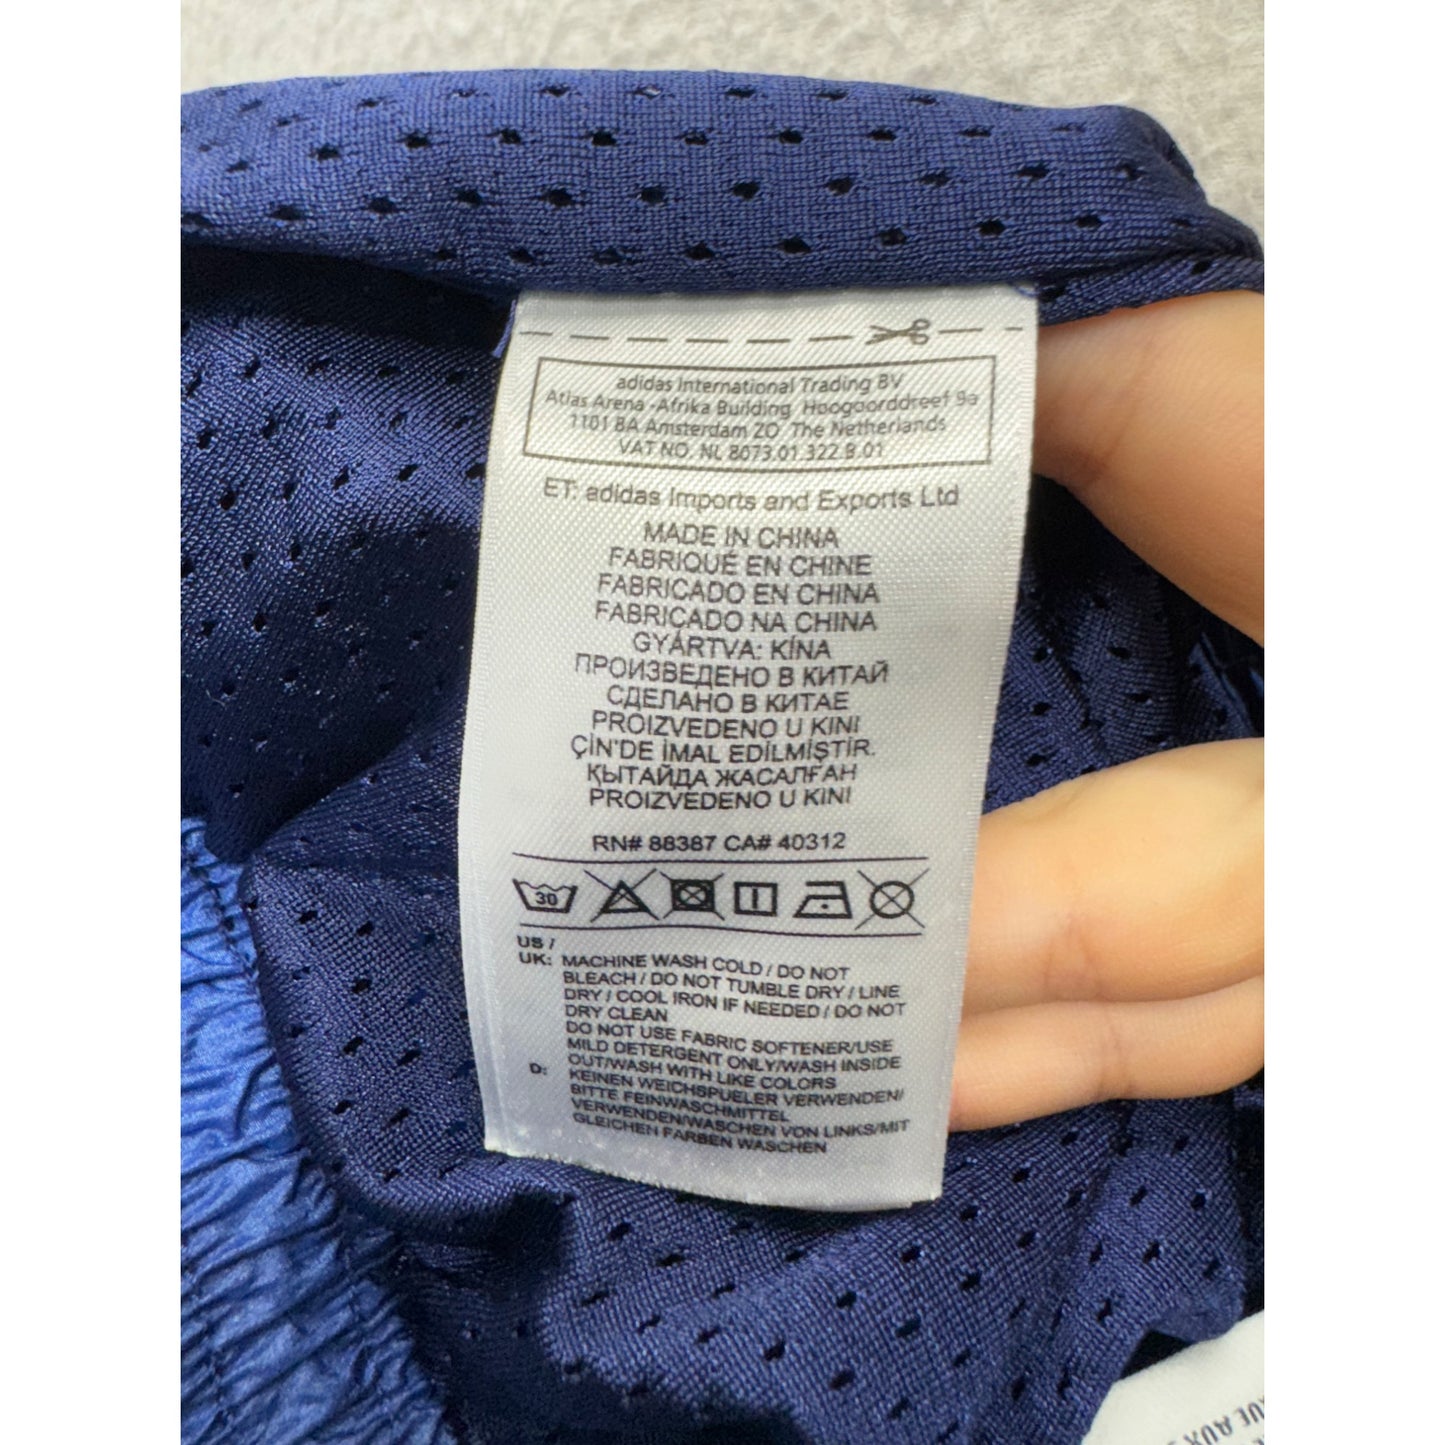 adidas International Trading BV
Atlas Arena -Afrika Building Hoogoorddreef 9a
1101 BA Amsterdam ZO The Netherlands
VAT NO. NL 8073.01.322.B.01
ET: adidas Imports and Exports Ltd
MADE IN CHINA
FABRIQUÉ EN CHINE
FABRICADO EN CHINA
FABRICADO NA CHINA
GYÁRTVA: KÍNA
ПРОИЗВЕДЕНО В КИТАЙ
СДЕЛАНО В КИТАЕ
PROIZVEDENO U KINI
ÇİN'DE İMAL EDİLMİŞTİR.
ҚЫТАЙДА ЖАСАЛҒАН
PROIZVEDENO U KINI
RN# 88387 CA# 40312
30
US /
UK: MACHINE WASH COLD / DO NOT
BLEACH / DO NOT TUMBLE DRY / LINE
DRY / COOL IRON IF NEEDED / DO NOT
DRY CLEAN
DO NOT USE FABRIC SOFTENER/USE
MILD DETERGENT ONLY/WASH INSIDE
OUT/WASH WITH LIKE COLORS
D: KEINEN WEICHSPUELER VERWENDEN/
BITTE FEINWASCHMITTEL
VERWENDEN/WASCHEN VON LINKS/MIT
GLEICHEN FARBEN WASCHEN
AUX